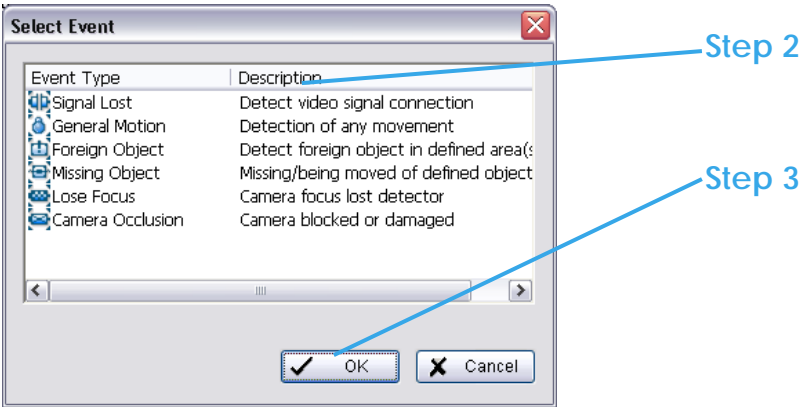 Select Event
Step 2
Event Type Description
Signal Lost Detect video signal connection
General Motion Detection of any movement
Foreign Object Detect foreign object in defined area(s
Missing Object Missing/being moved of defined object
Step 3
Lose Focus Camera focus lost detector
Camera Occlusion Camera blocked or damaged
OK Cancel